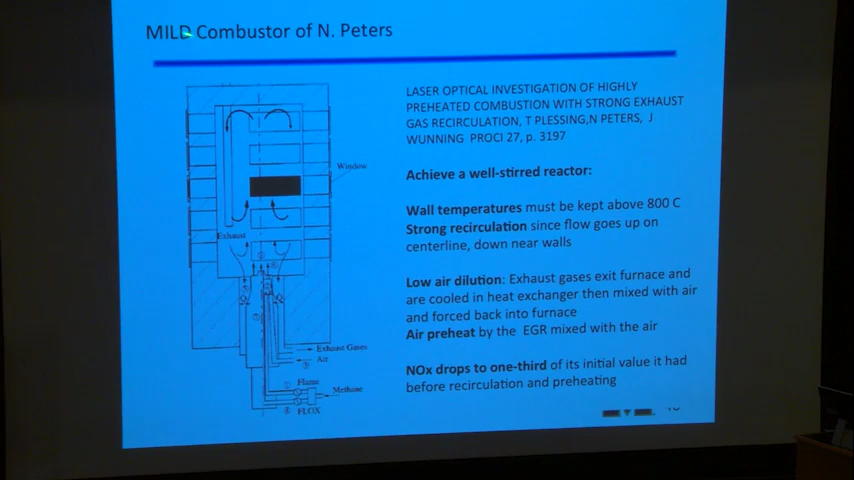 MILD Combustor of N. Peters
LASER OPTICAL INVESTIGATION OF HIGHLY
PREHEATED COMBUSTION WITH STRONG EXHAUST
GAS RECIRCULATION, T PLESSING,N PETERS, J
WUNNING PROCI 27, p. 3197
Window
Achieve a well-stirred reactor:
Wall temperatures must be kept above 800 C
Strong recirculation since flow goes up on
centerline, down near walls
Exhaust
Low air dilution: Exhaust gases exit furnace and
are cooled in heat exchanger then mixed with air
and forced back into furnace
Air preheat by the EGR mixed with the air
Exhaust Gases
Air
NOx drops to one-third of its initial value it had
before recirculation and preheating
Flame
Methane
FLOX